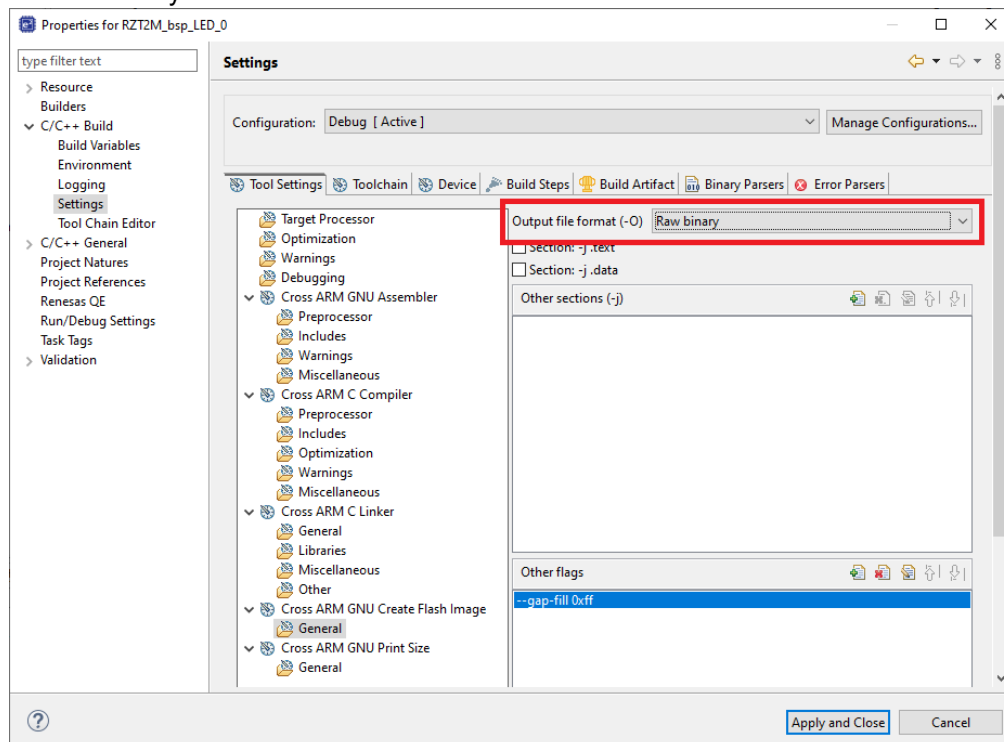 Properties for RZT2M_bsp_LED_0
type filter text
Resource
Builders
C/C++ Build
Build Variables
Environment
Logging
Settings
Tool Chain Editor
C/C++ General
Project Natures
Project References
Renesas QE
Run/Debug Settings
Task Tags
Validation
Settings
Configuration: Debug [ Active ]
Manage Configurations...
Tool Settings Toolchain Device Build Steps Build Artifact Binary Parsers Error Parsers
Target Processor
Optimization
Warnings
Debugging
Cross ARM GNU Assembler
Preprocessor
Includes
Warnings
Miscellaneous
Cross ARM C Compiler
Preprocessor
Includes
Optimization
Warnings
Miscellaneous
Cross ARM C Linker
General
Libraries
Miscellaneous
Other
Cross ARM GNU Create Flash Image
General
Cross ARM GNU Print Size
General
Output file format (-O) Raw binary
Section: -j .text
Section: -j .data
Other sections (-j)
Other flags
--gap-fill 0xff
Apply and Close
Cancel